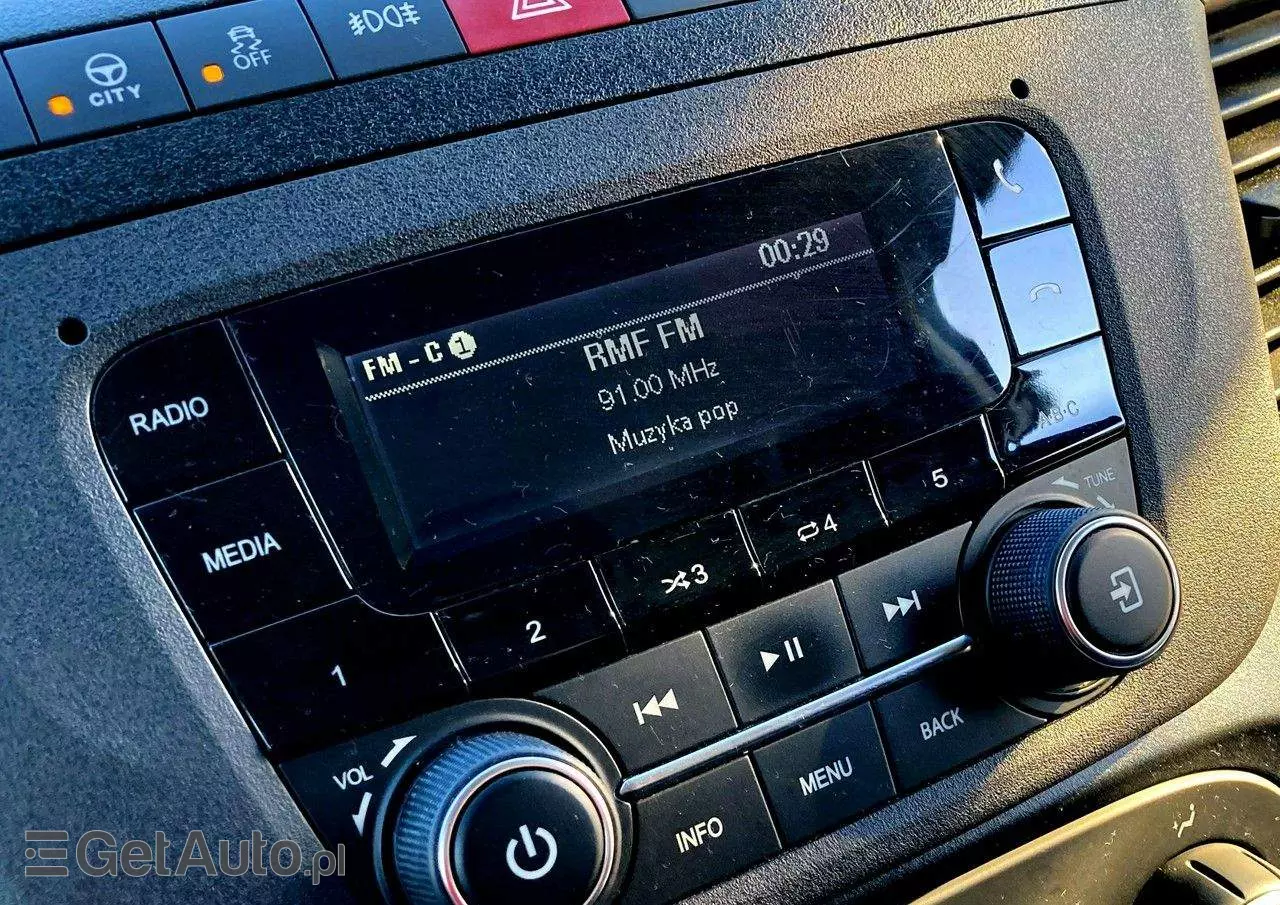 CITY
OFF
00:29
FM - C 1
RMF FM
91.00 MHz
Muzyka pop
RADIO
MEDIA
A·B·C
TUNE
1
2
3
4
5
VOL
INFO
MENU
BACK
GetAuto.pl